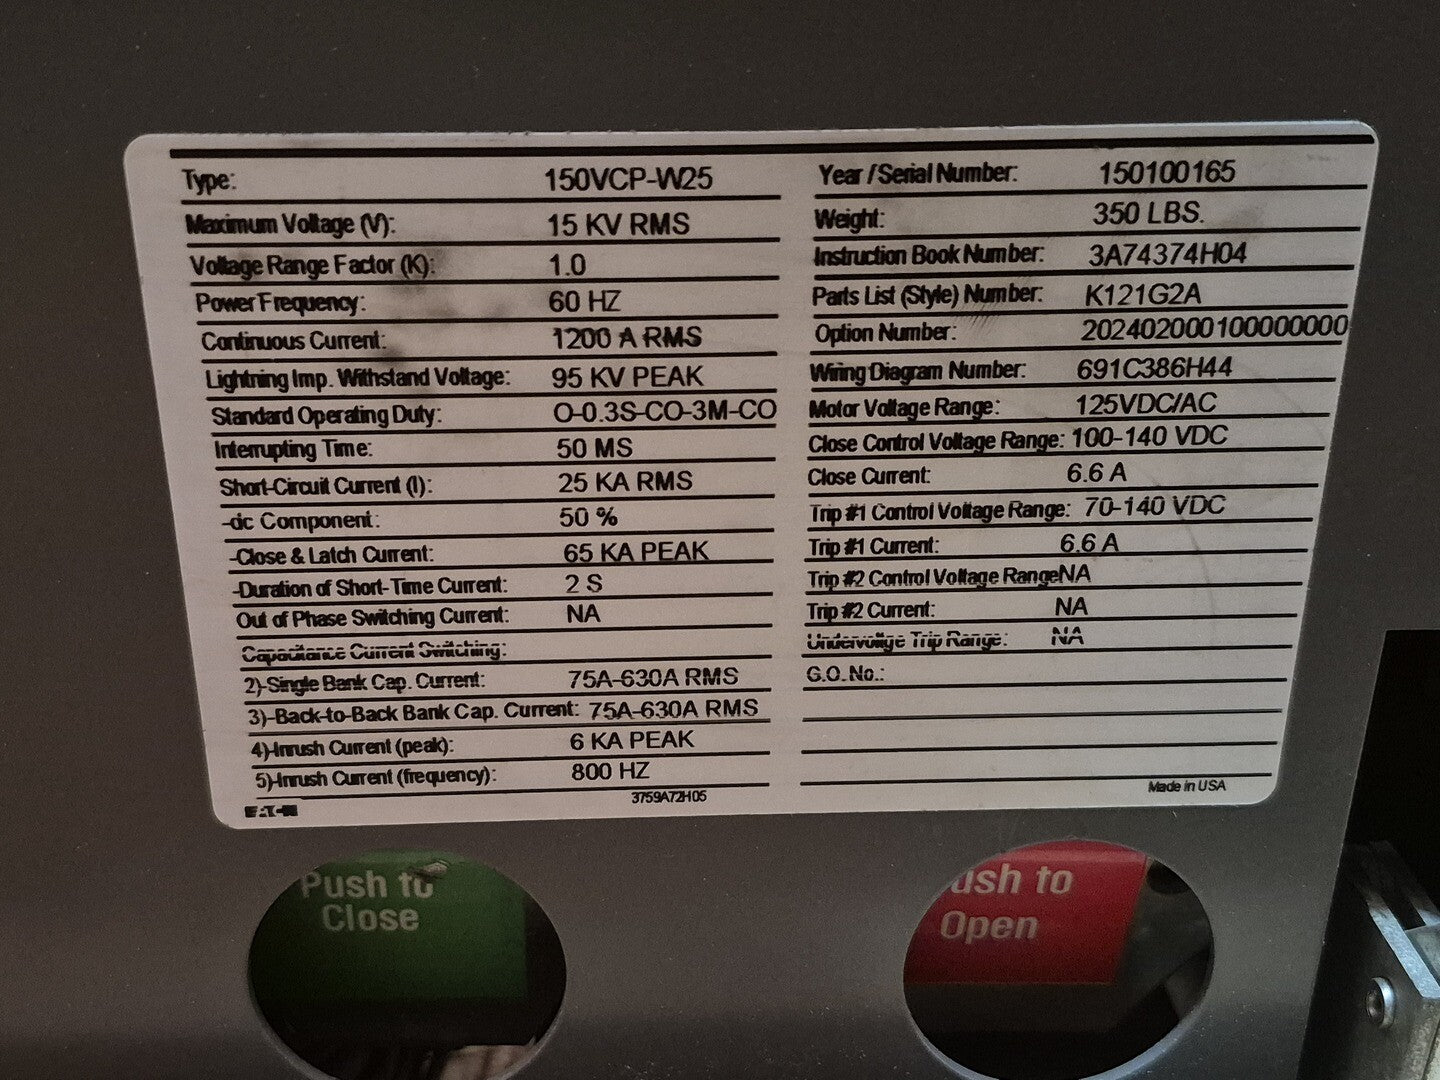 Type: 150VCP-W25
Maximum Voltage (V): 15 KV RMS
Voltage Range Factor (K): 1.0
Power Frequency: 60 HZ
Continuous Current: 1200 A RMS
Lightning Imp. Withstand Voltage: 95 KV PEAK
Standard Operating Duty: O-0.3S-CO-3M-CO
Interrupting Time: 50 MS
Short-Circuit Current (I): 25 KA RMS
-dc Component: 50 %
-Close & Latch Current: 65 KA PEAK
-Duration of Short-Time Current: 2 S
Out of Phase Switching Current: NA
Capacitance Current Switching:
2)-Single Bank Cap. Current: 75A-630A RMS
3)-Back-to-Back Bank Cap. Current: 75A-630A RMS
4)-Inrush Current (peak): 6 KA PEAK
5)-Inrush Current (frequency): 800 HZ
EATON 3759A72H05
Year / Serial Number: 150100165
Weight: 350 LBS.
Instruction Book Number: 3A74374H04
Parts List (Style) Number: K121G2A
Option Number: 202402000100000000
Wiring Diagram Number: 691C386H44
Motor Voltage Range: 125VDC/AC
Close Control Voltage Range: 100-140 VDC
Close Current: 6.6 A
Trip #1 Control Voltage Range: 70-140 VDC
Trip #1 Current: 6.6 A
Trip #2 Control Voltage Range NA
Trip #2 Current: NA
Undervoltge Trip Range: NA
G.O. No.:
Made in USA
Push to
Close
ush to
Open